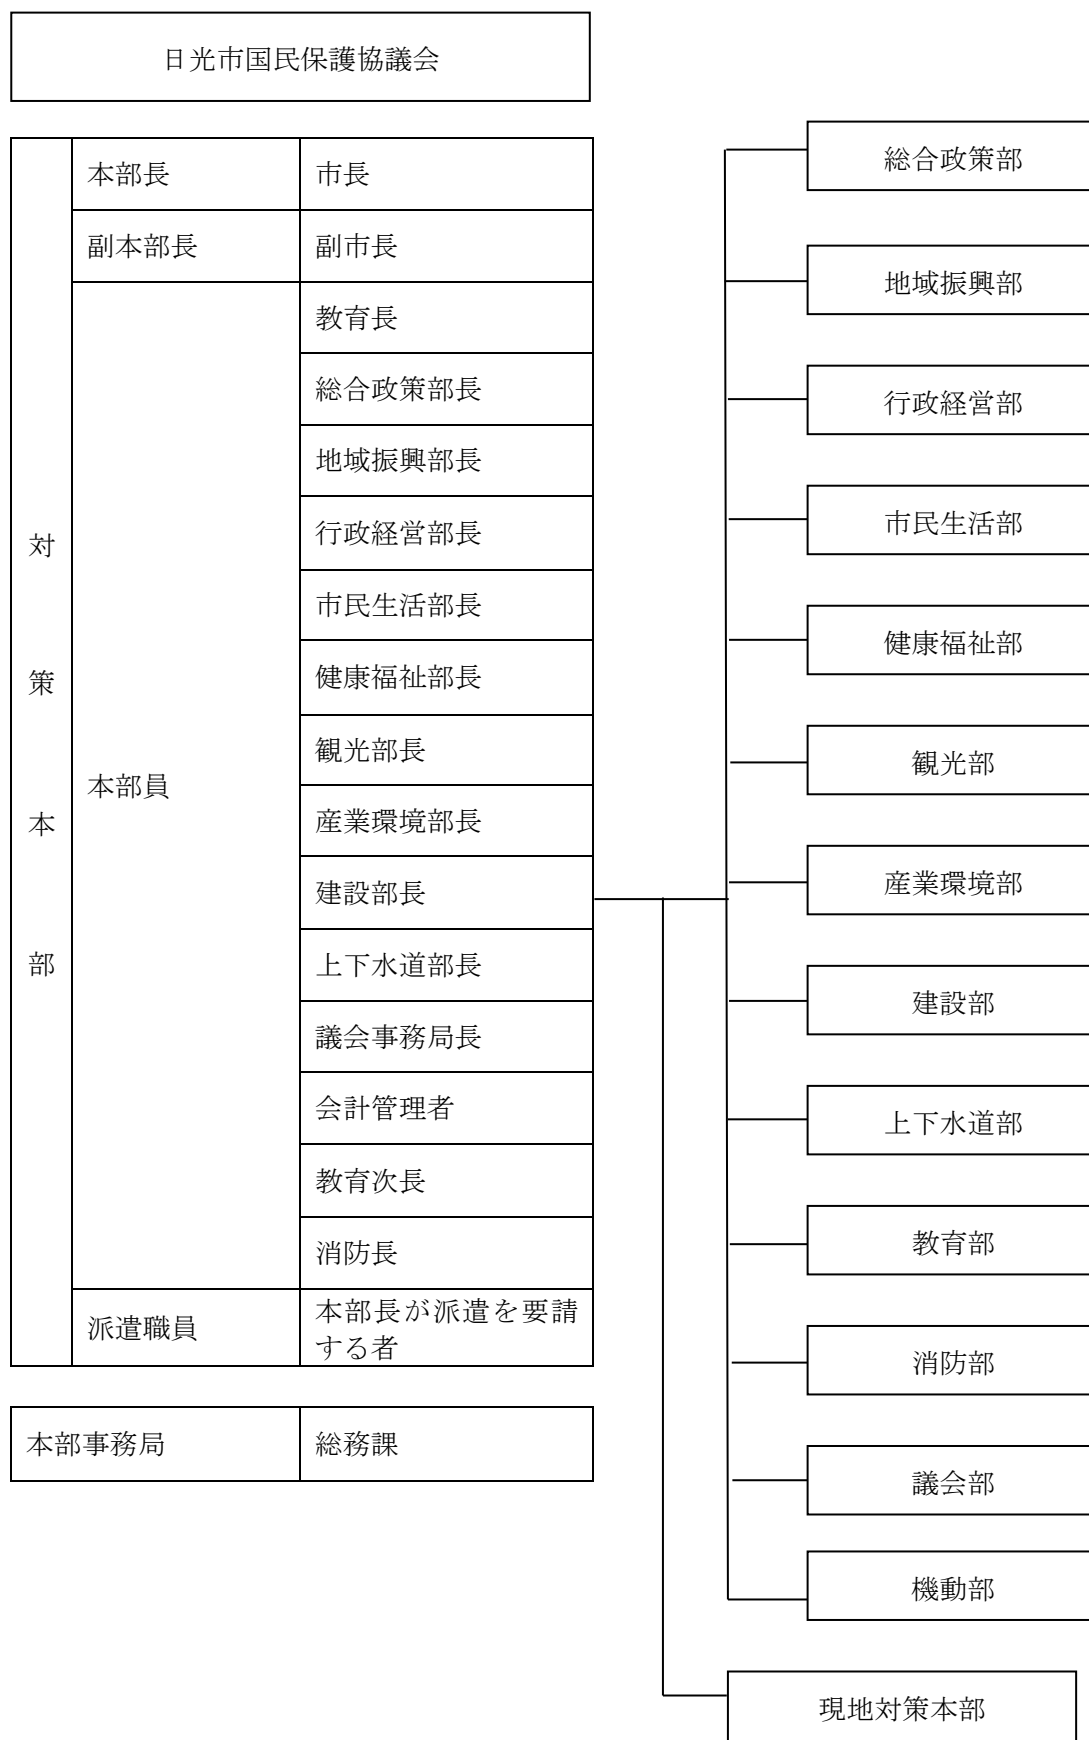 日光市国民保護協議会
対策本部
本部長
市長
副本部長
副市長
本部員
教育長
総合政策部長
地域振興部長
行政経営部長
市民生活部長
健康福祉部長
観光部長
産業環境部長
建設部長
上下水道部長
議会事務局長
会計管理者
教育次長
消防長
派遣職員
本部長が派遣を要請
する者
本部事務局
総務課
総合政策部
地域振興部
行政経営部
市民生活部
健康福祉部
観光部
産業環境部
建設部
上下水道部
教育部
消防部
議会部
機動部
現地対策本部